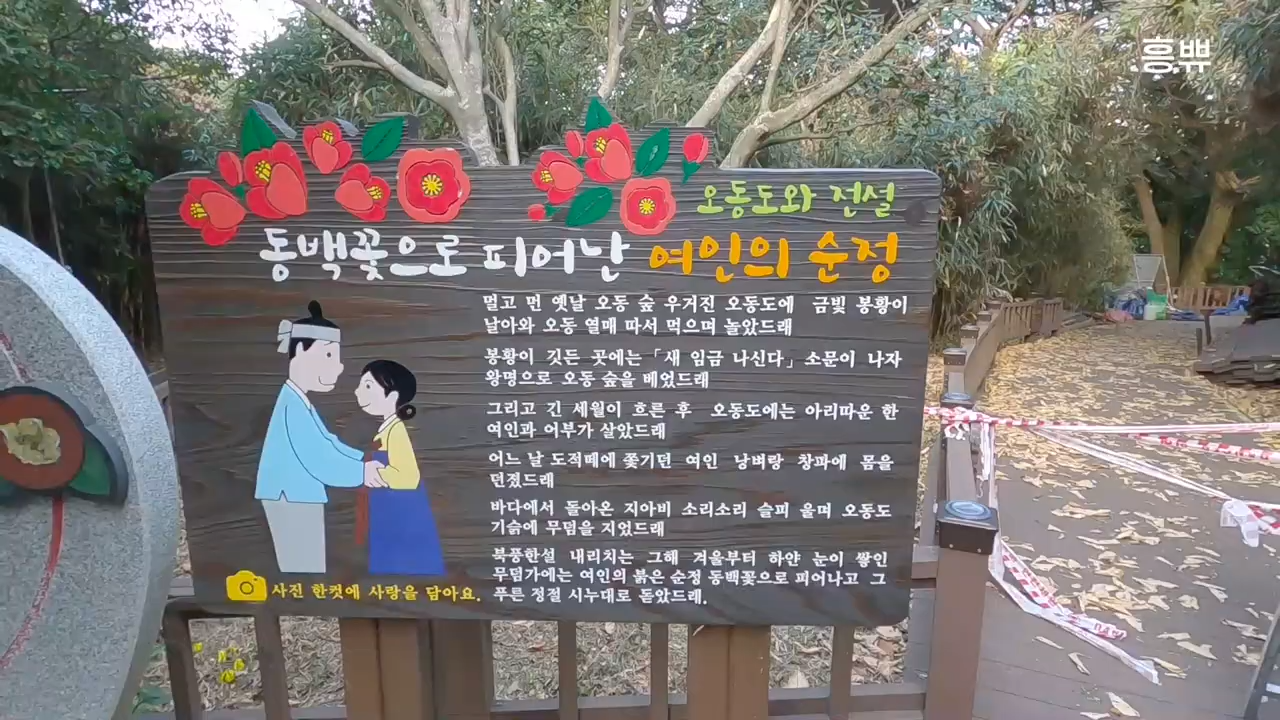 흥쀼
오동도와 전설
동백꽃으로 피어난 여인의 순정
멀고 먼 옛날 오동 숲 우거진 오동도에 금빛 봉황이
날아와 오동 열매 따서 먹으며 놀았드래
봉황이 깃든 곳에는 「새 임금 나신다」 소문이 나자
왕명으로 오동 숲을 베었드래
그리고 긴 세월이 흐른 후 오동도에는 아리따운 한
여인과 어부가 살았드래
어느 날 도적떼에 쫓기던 여인 낭벼랑 창파에 몸을
던졌드래
바다에서 돌아온 지아비 소리소리 슬피 울며 오동도
기슭에 무덤을 지었드래
북풍한설 내리치는 그해 겨울부터 하얀 눈이 쌓인
무덤가에는 여인의 붉은 순정 동백꽃으로 피어나고 그
푸른 정절 시누대로 돋았드래.
사진 한컷에 사랑을 담아요.